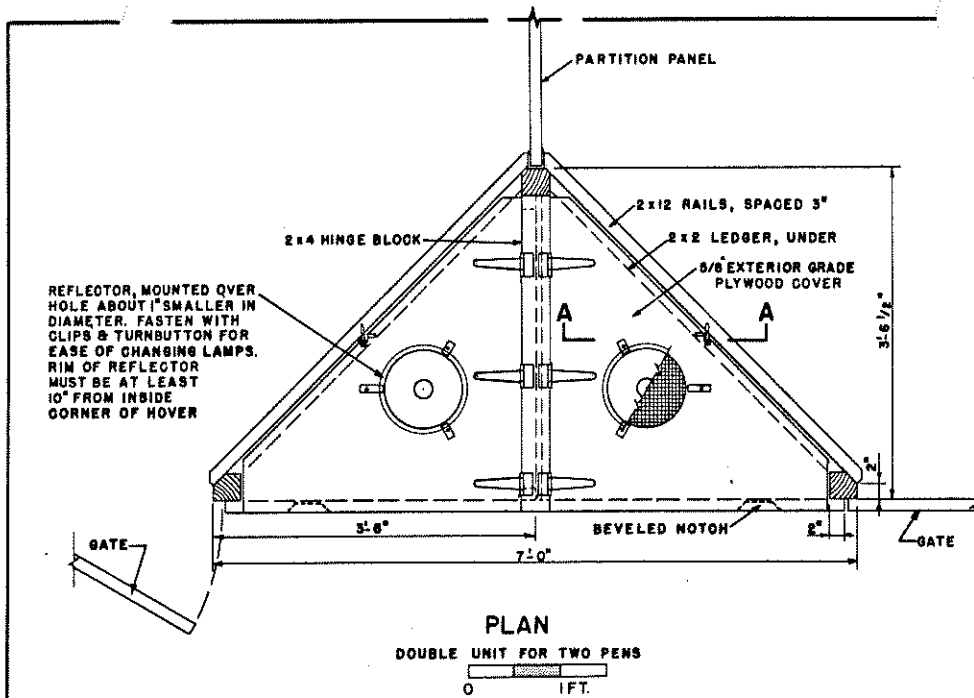 PARTITION PANEL
2x12 RAILS, SPACED 3"
2x2 LEDGER, UNDER
5/8" EXTERIOR GRADE
PLYWOOD COVER
2x4 HINGE BLOCK
REFLECTOR, MOUNTED OVER
HOLE ABOUT 1" SMALLER IN
DIAMETER. FASTEN WITH
CLIPS & TURNBUTTON FOR
EASE OF CHANGING LAMPS.
RIM OF REFLECTOR
MUST BE AT LEAST
10" FROM INSIDE
CORNER OF HOVER
A
A
3'-6 1/2"
2"
2"
BEVELED NOTCH
GATE
3'-6"
7'-0"
GATE
PLAN
DOUBLE UNIT FOR TWO PENS
0 1 FT.